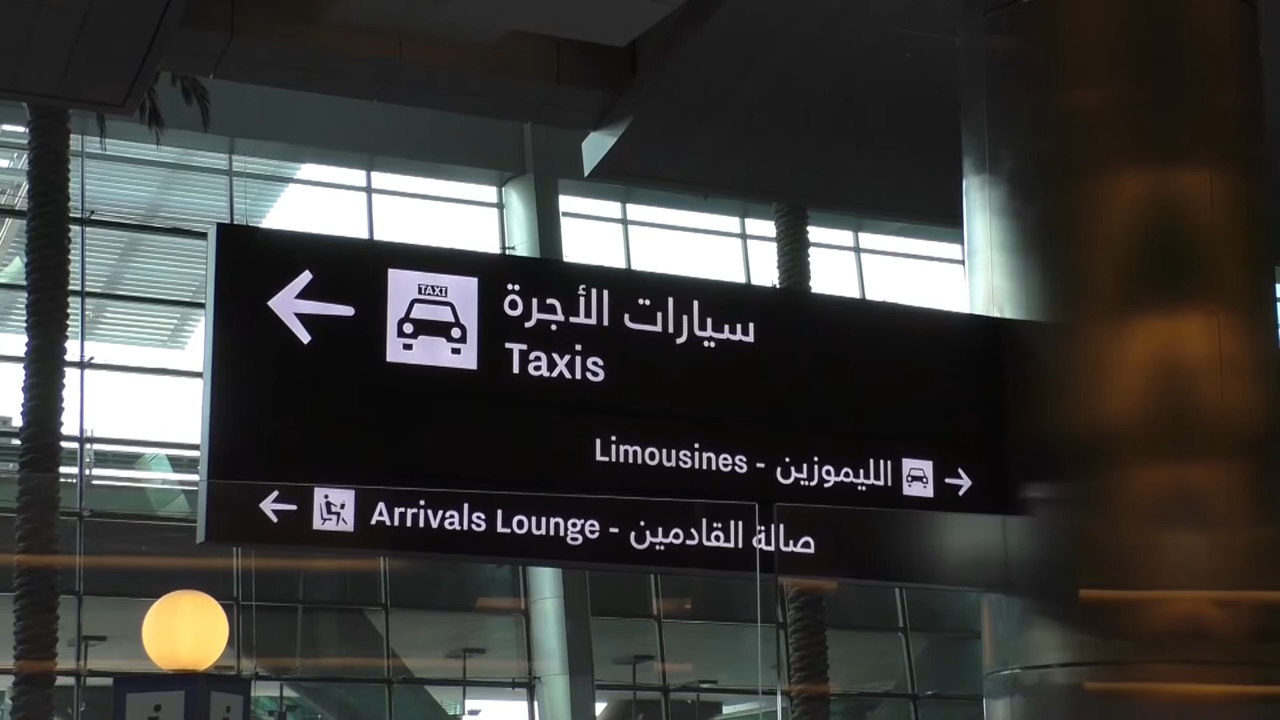 TAXI
سيارات الأجرة
Taxis
Limousines - الليموزين
Arrivals Lounge - صالة القادمين
i i